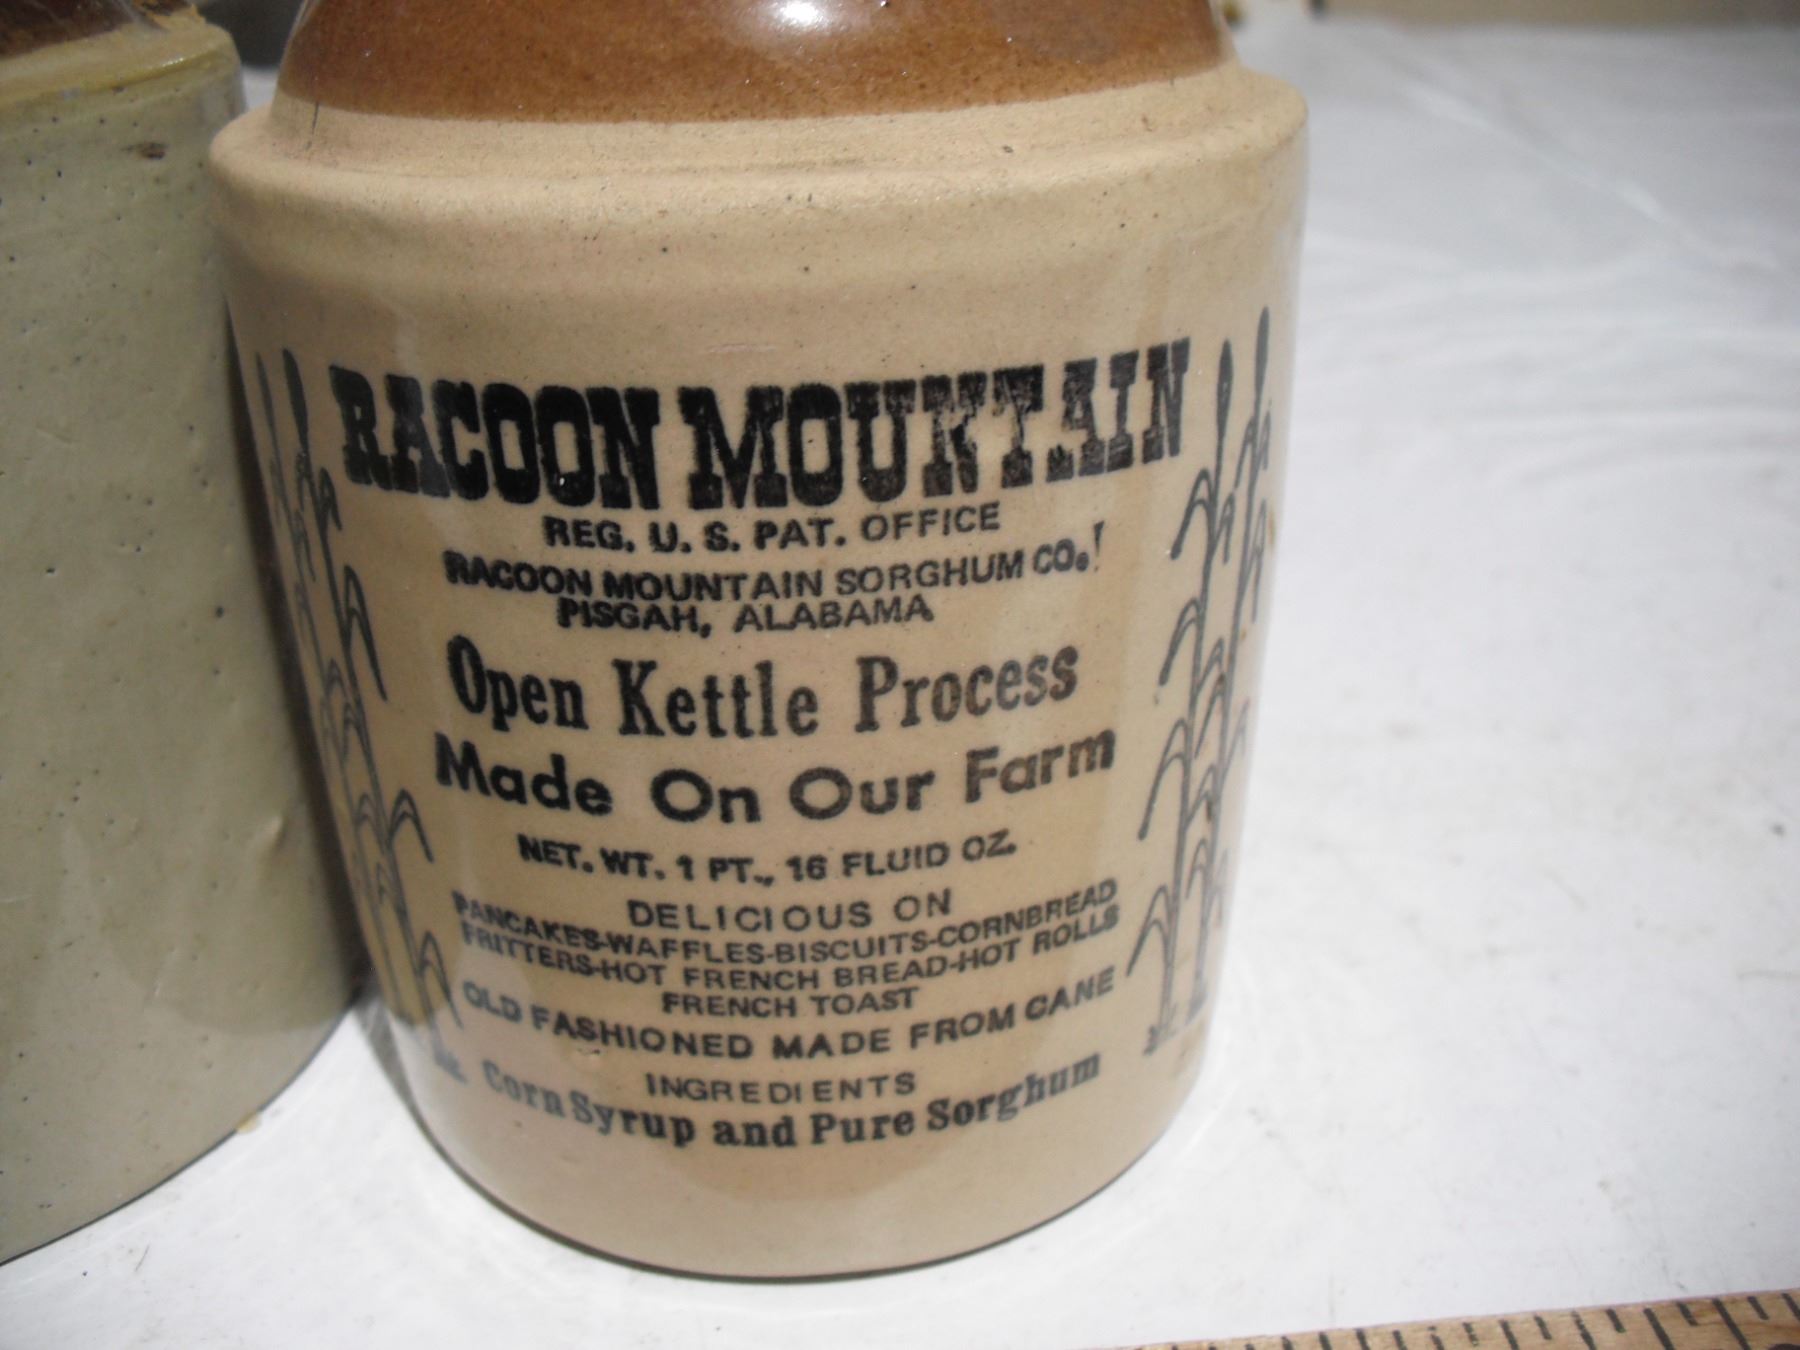 RACOON MOUNTAIN
REG. U. S. PAT. OFFICE
RACOON MOUNTAIN SORGHUM CO.
PISGAH, ALABAMA
Open Kettle Process
Made On Our Farm
NET. WT. 1 PT., 16 FLUID OZ.
DELICIOUS ON
PANCAKES-WAFFLES-BISCUITS-CORNBREAD
FRITTERS-HOT FRENCH BREAD-HOT ROLLS
FRENCH TOAST
OLD FASHIONED MADE FROM CANE
INGREDIENTS
Corn Syrup and Pure Sorghum